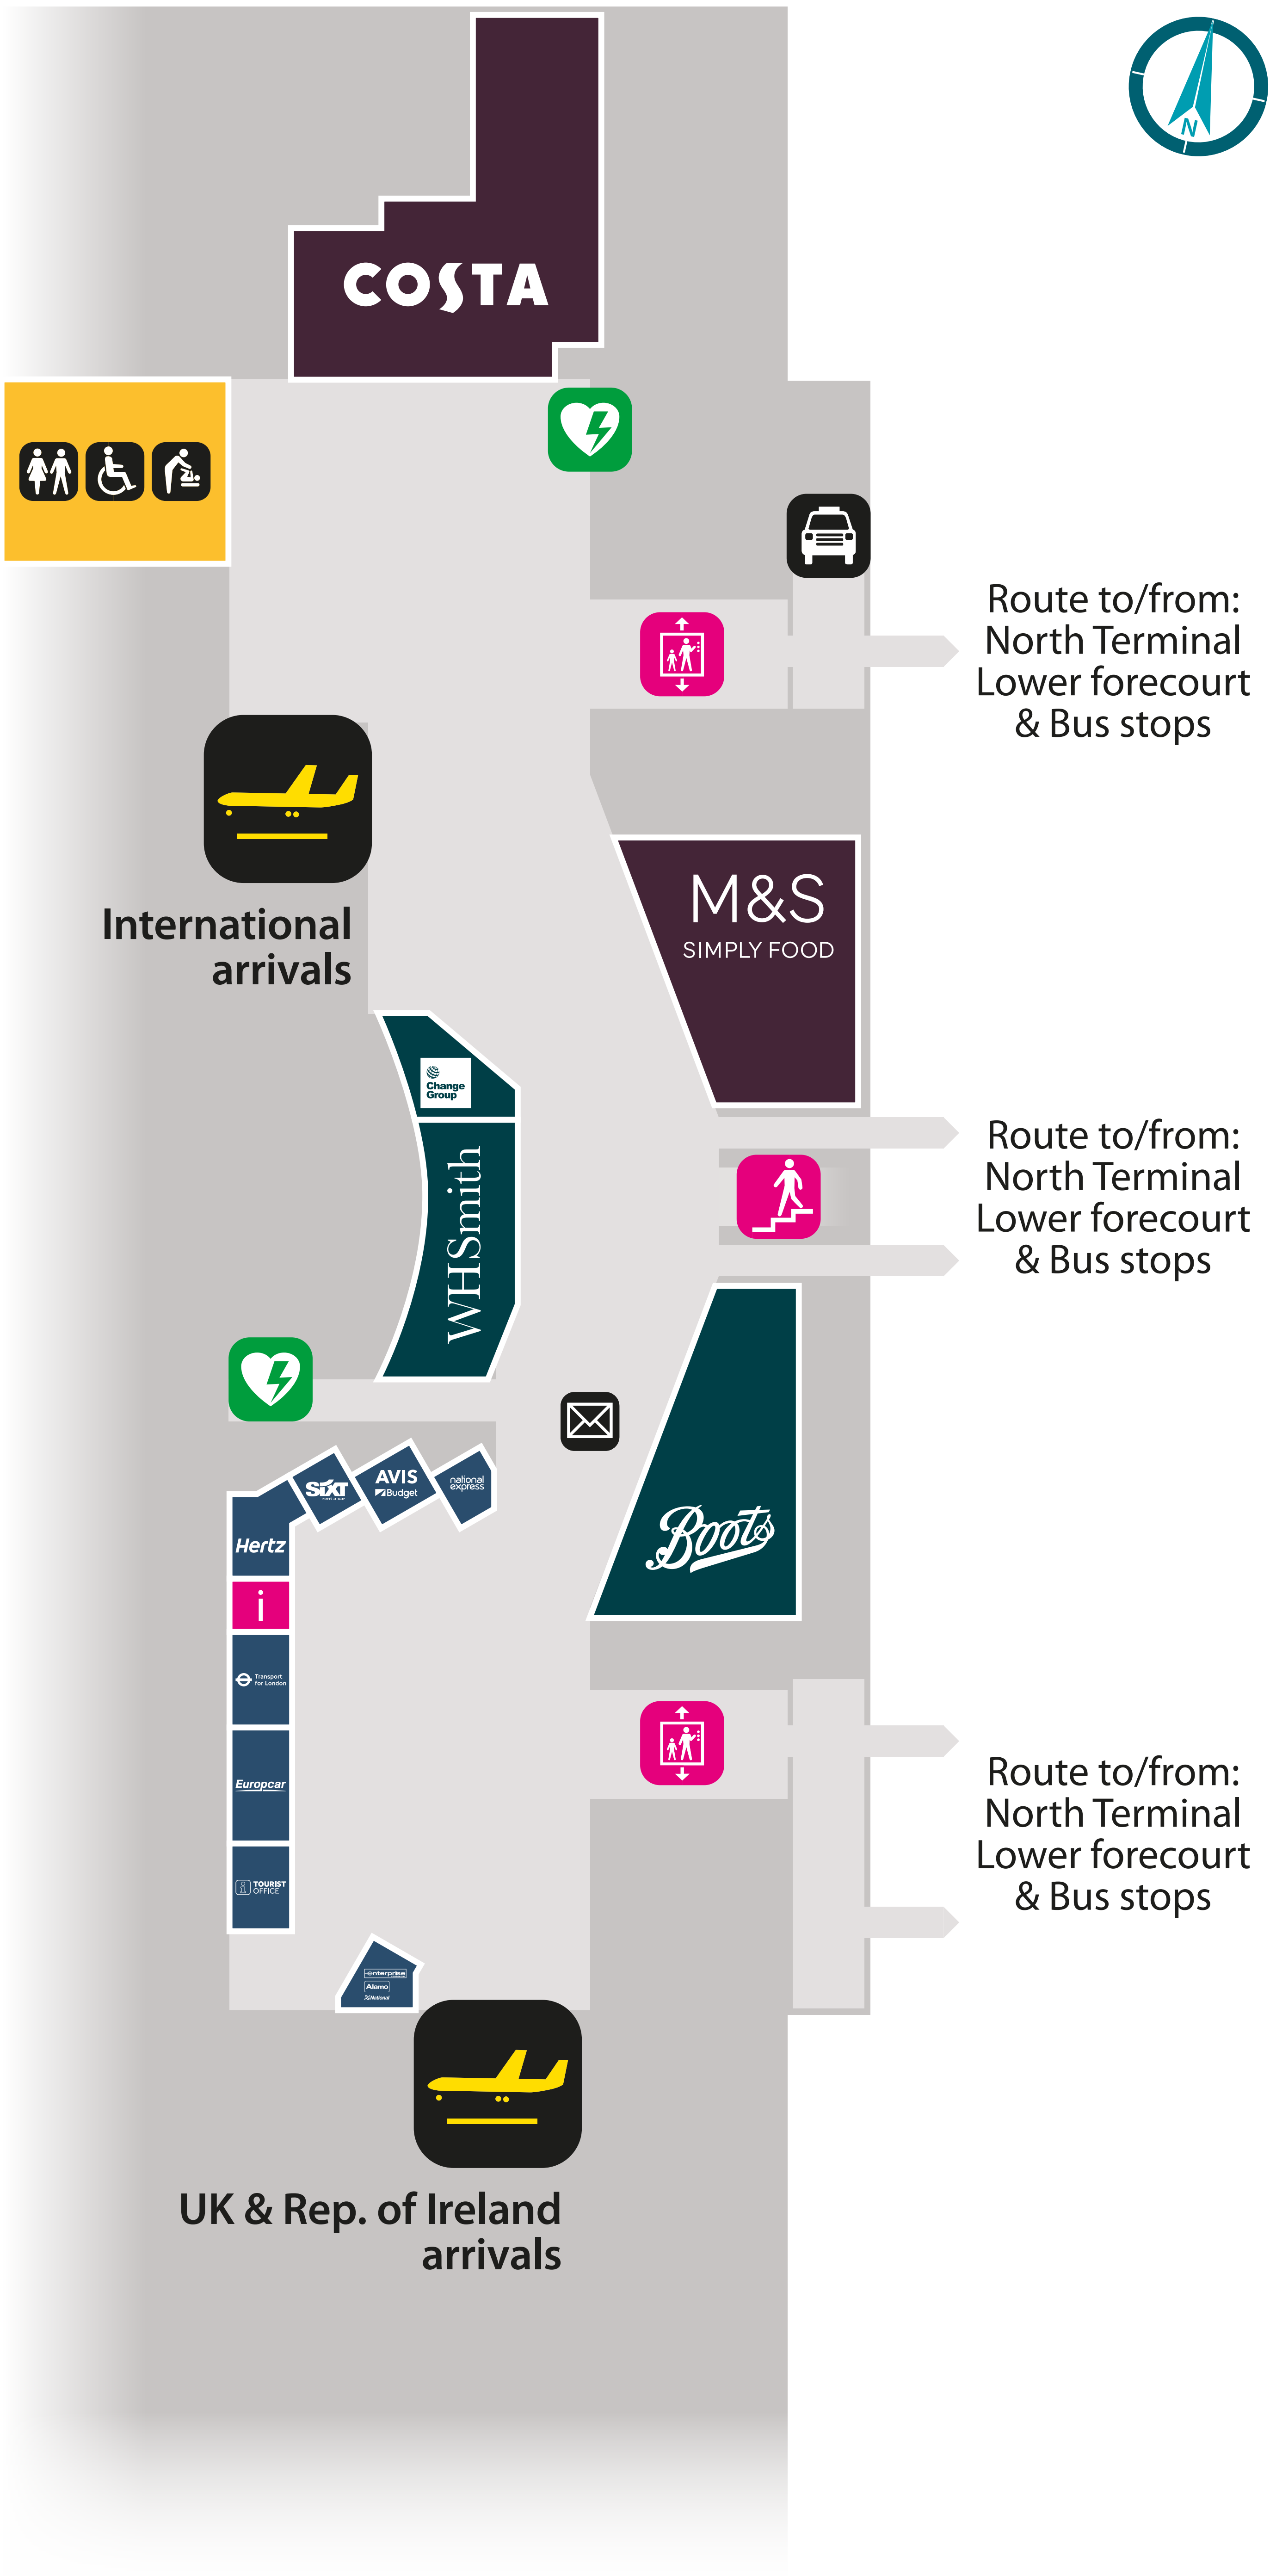 N
COSTA
Route to/from:
North Terminal
Lower forecourt
& Bus stops
International
arrivals
M&S
SIMPLY FOOD
Change
Group
WHSmith
Route to/from:
North Terminal
Lower forecourt
& Bus stops
SIXT
rent a car
AVIS
Budget
national
express
Boots
Hertz
i
Transport
for London
Europcar
TOURIST
OFFICE
Route to/from:
North Terminal
Lower forecourt
& Bus stops
enterprise
Alamo
National
UK & Rep. of Ireland
arrivals